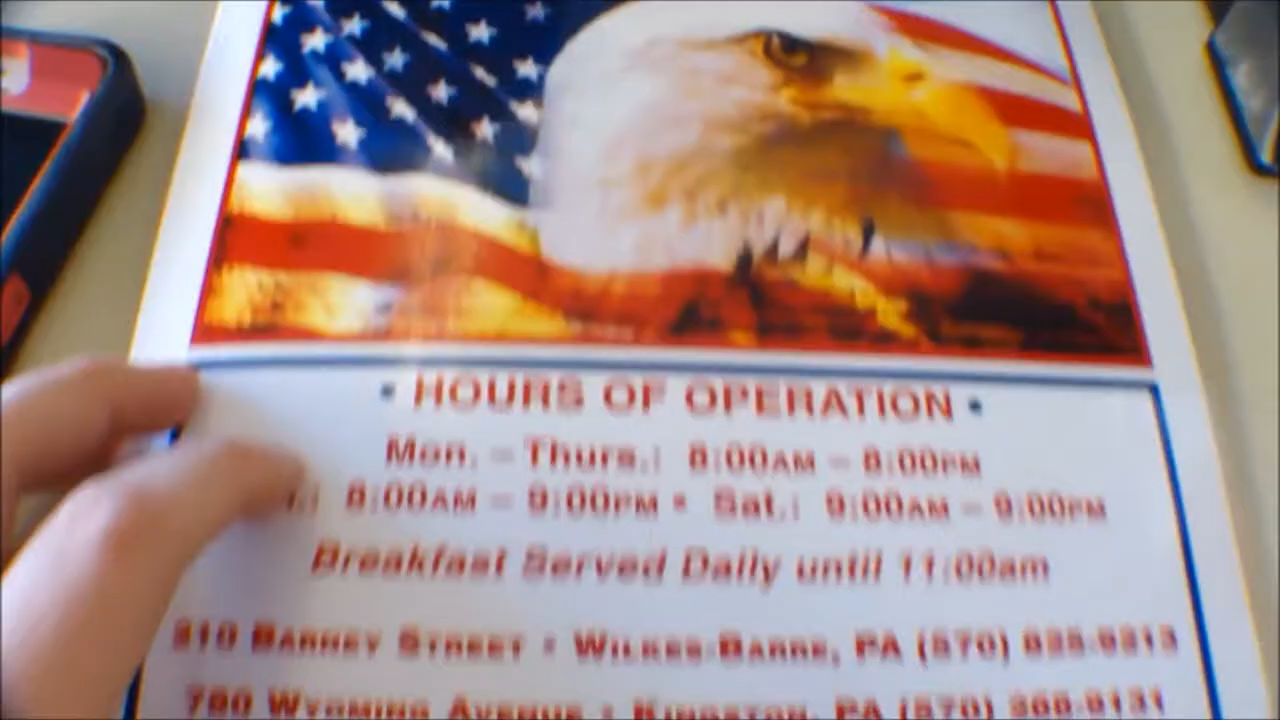 • HOURS OF OPERATION •
Mon. – Thurs.: 8:00AM – 8:00PM
8:00AM – 9:00PM • Sat.: 9:00AM – 9:00PM
Breakfast Served Daily until 11:00am
210 BARNEY STREET • WILKES-BARRE, PA (570)
WYOMING AVENUE • KINGSTON, PA (570)